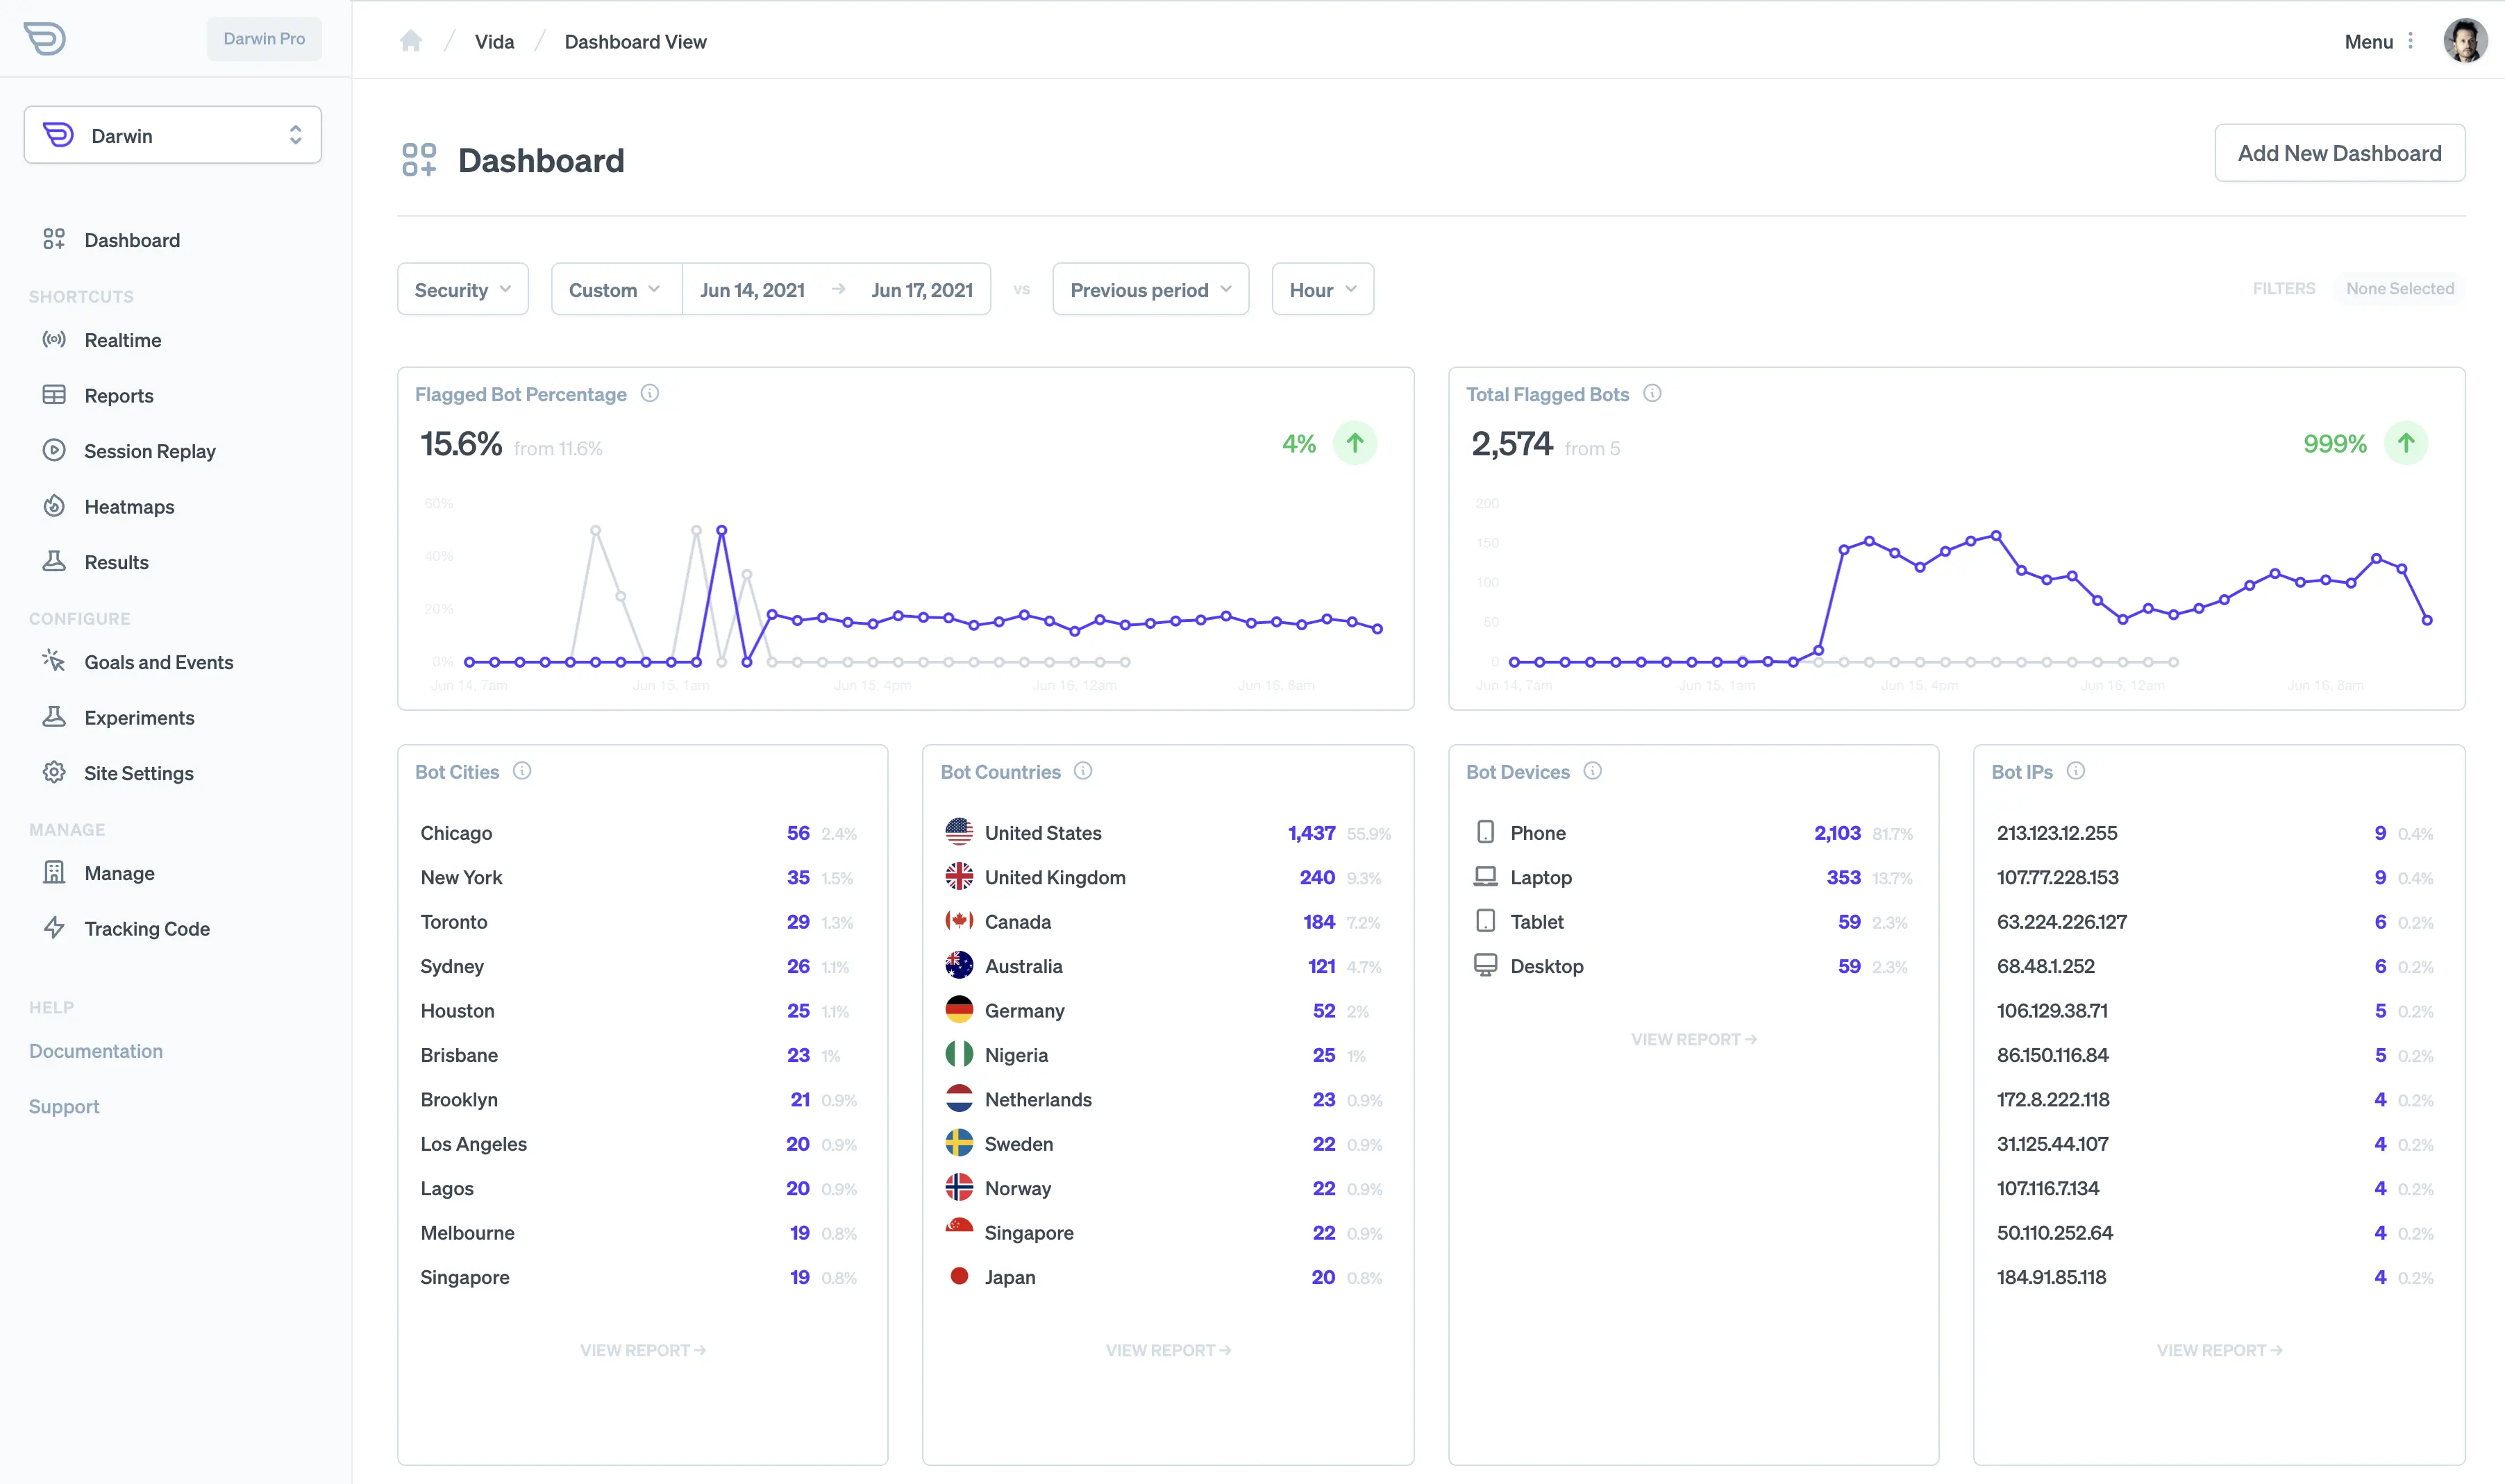 Darwin Pro
Vida / Dashboard View
Menu
Darwin
Dashboard
SHORTCUTS
Realtime
Reports
Session Replay
Heatmaps
Results
CONFIGURE
Goals and Events
Experiments
Site Settings
MANAGE
Manage
Tracking Code
HELP
Documentation
Support
Dashboard
Add New Dashboard
Security
Custom
Jun 14, 2021 → Jun 17, 2021
vs
Previous period
Hour
FILTERS
None Selected
Flagged Bot Percentage
15.6% from 11.6%
4%
60%
40%
20%
0%
Jun 14, 7am
Jun 15, 1am
Jun 15, 4pm
Jun 16, 12am
Jun 16, 8am
Total Flagged Bots
2,574 from 5
999%
200
150
100
50
0
Jun 14, 7am
Jun 15, 1am
Jun 15, 4pm
Jun 16, 12am
Jun 16, 8am
Bot Cities
Chicago 56 2.4%
New York 35 1.5%
Toronto 29 1.3%
Sydney 26 1.1%
Houston 25 1.1%
Brisbane 23 1%
Brooklyn 21 0.9%
Los Angeles 20 0.9%
Lagos 20 0.9%
Melbourne 19 0.8%
Singapore 19 0.8%
VIEW REPORT →
Bot Countries
United States 1,437 55.9%
United Kingdom 240 9.3%
Canada 184 7.2%
Australia 121 4.7%
Germany 52 2%
Nigeria 25 1%
Netherlands 23 0.9%
Sweden 22 0.9%
Norway 22 0.9%
Singapore 22 0.9%
Japan 20 0.8%
VIEW REPORT →
Bot Devices
Phone 2,103 81.7%
Laptop 353 13.7%
Tablet 59 2.3%
Desktop 59 2.3%
VIEW REPORT →
Bot IPs
213.123.12.255 9 0.4%
107.77.228.153 9 0.4%
63.224.226.127 6 0.2%
68.48.1.252 6 0.2%
106.129.38.71 5 0.2%
86.150.116.84 5 0.2%
172.8.222.118 4 0.2%
31.125.44.107 4 0.2%
107.116.7.134 4 0.2%
50.110.252.64 4 0.2%
184.91.85.118 4 0.2%
VIEW REPORT →